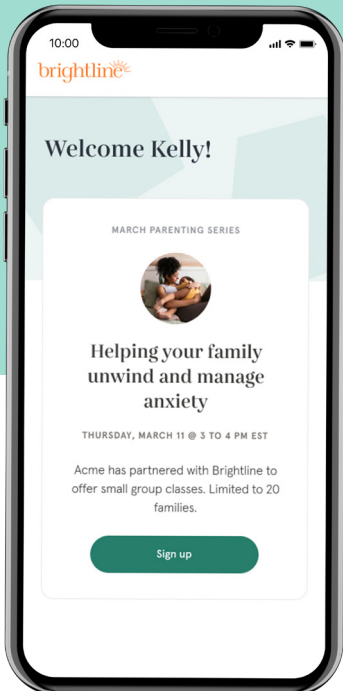 10:00
brightline
Welcome Kelly!
MARCH PARENTING SERIES
Helping your family
unwind and manage
anxiety
THURSDAY, MARCH 11 @ 3 TO 4 PM EST
Acme has partnered with Brightline to
offer small group classes. Limited to 20
families.
Sign up